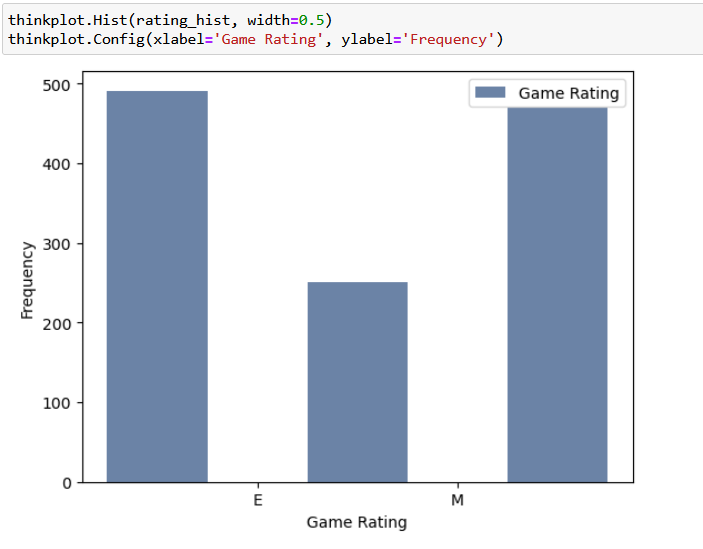 thinkplot.Hist(rating_hist, width=0.5)
thinkplot.Config(xlabel='Game Rating', ylabel='Frequency')
Game Rating
500
400
300
200
100
0
Frequency
E
M
Game Rating